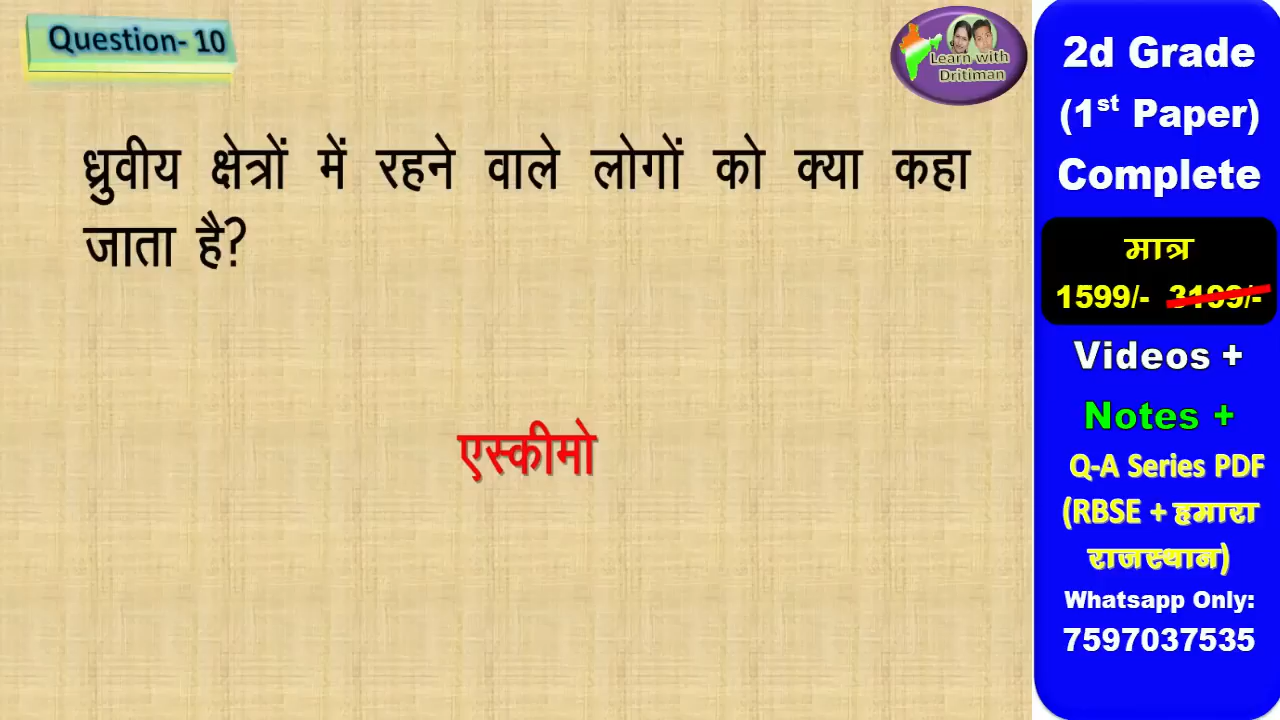 Question- 10
Learn with
Dritiman
ध्रुवीय क्षेत्रों में रहने वाले लोगों को क्या कहा
जाता है?
एस्कीमो
2d Grade
(1st Paper)
Complete
मात्र
1599/- 3199/-
Videos +
Notes +
Q-A Series PDF
(RBSE + हमारा
राजस्थान)
Whatsapp Only:
7597037535